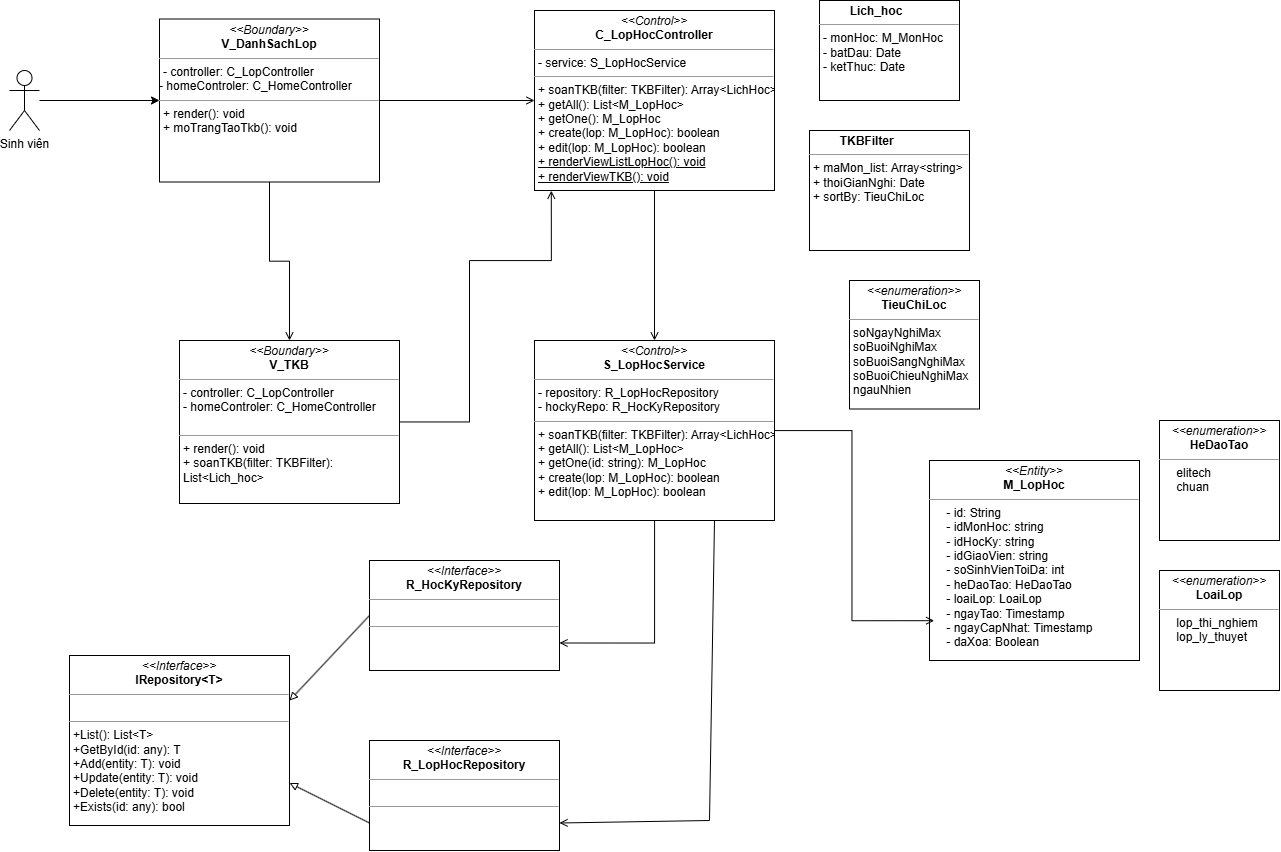 Sinh viên
<<Boundary>>
V_DanhSachLop
- controller: C_LopController
- homeControler: C_HomeController
+ render(): void
+ moTrangTaoTkb(): void
<<Control>>
C_LopHocController
- service: S_LopHocService
+ soanTKB(filter: TKBFilter): Array<LichHoc>
+ getAll(): List<M_LopHoc>
+ getOne(): M_LopHoc
+ create(lop: M_LopHoc): boolean
+ edit(lop: M_LopHoc): boolean
+ renderViewListLopHoc(): void
+ renderViewTKB(): void
Lich_hoc
- monHoc: M_MonHoc
- batDau: Date
- ketThuc: Date
TKBFilter
+ maMon_list: Array<string>
+ thoiGianNghi: Date
+ sortBy: TieuChiLoc
<<enumeration>>
TieuChiLoc
soNgayNghiMax
soBuoiNghiMax
soBuoiSangNghiMax
soBuoiChieuNghiMax
ngauNhien
<<Boundary>>
V_TKB
- controller: C_LopController
- homeControler: C_HomeController
+ render(): void
+ soanTKB(filter: TKBFilter):
List<Lich_hoc>
<<Control>>
S_LopHocService
- repository: R_LopHocRepository
- hockyRepo: R_HocKyRepository
+ soanTKB(filter: TKBFilter): Array<LichHoc>
+ getAll(): List<M_LopHoc>
+ getOne(id: string): M_LopHoc
+ create(lop: M_LopHoc): boolean
+ edit(lop: M_LopHoc): boolean
<<Entity>>
M_LopHoc
- id: String
- idMonHoc: string
- idHocKy: string
- idGiaoVien: string
- soSinhVienToiDa: int
- heDaoTao: HeDaoTao
- loaiLop: LoaiLop
- ngayTao: Timestamp
- ngayCapNhat: Timestamp
- daXoa: Boolean
<<enumeration>>
HeDaoTao
elitech
chuan
<<enumeration>>
LoaiLop
lop_thi_nghiem
lop_ly_thuyet
<<Interface>>
R_HocKyRepository
<<Interface>>
IRepository<T>
+List(): List<T>
+GetById(id: any): T
+Add(entity: T): void
+Update(entity: T): void
+Delete(entity: T): void
+Exists(id: any): bool
<<Interface>>
R_LopHocRepository